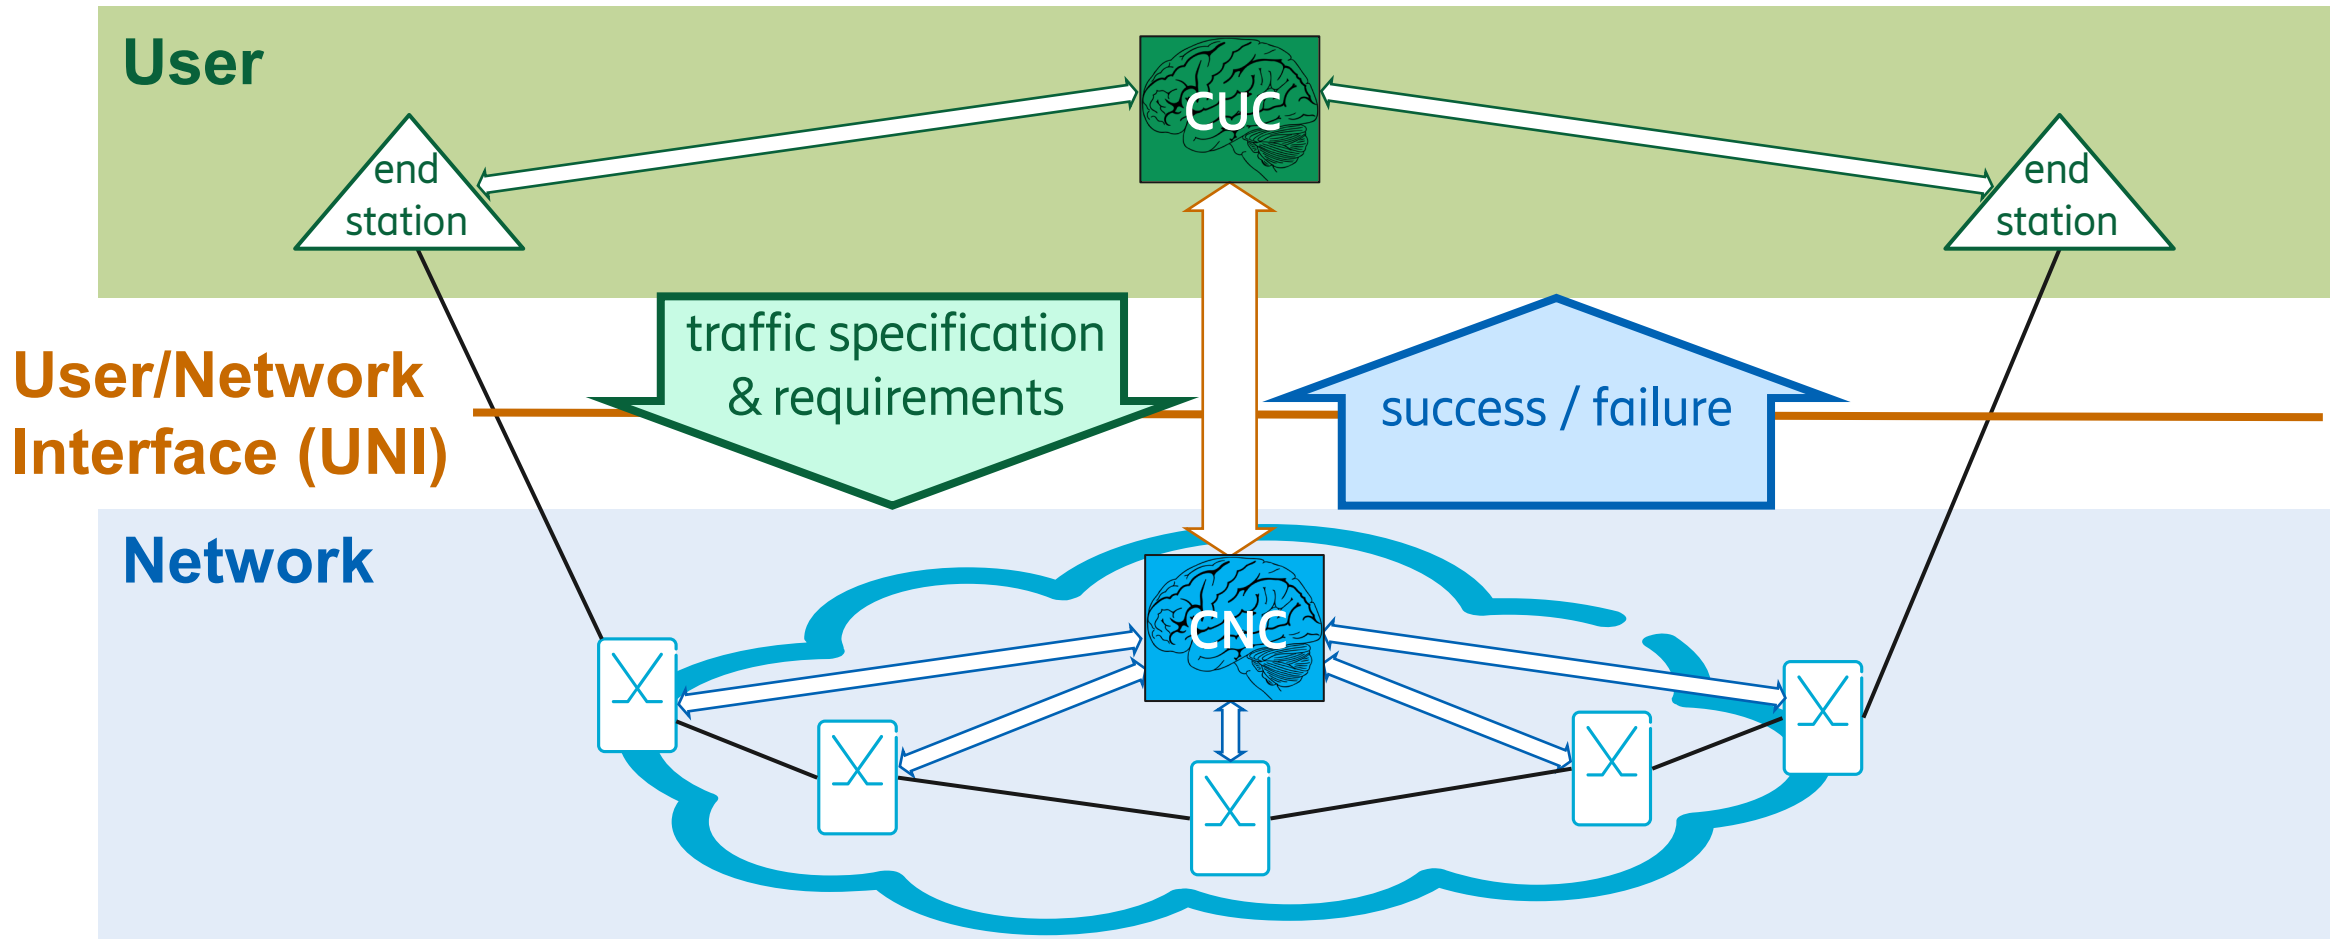 User
CUC
end
station
end
station
traffic specification
& requirements
User/Network
Interface (UNI)
success / failure
Network
CNC